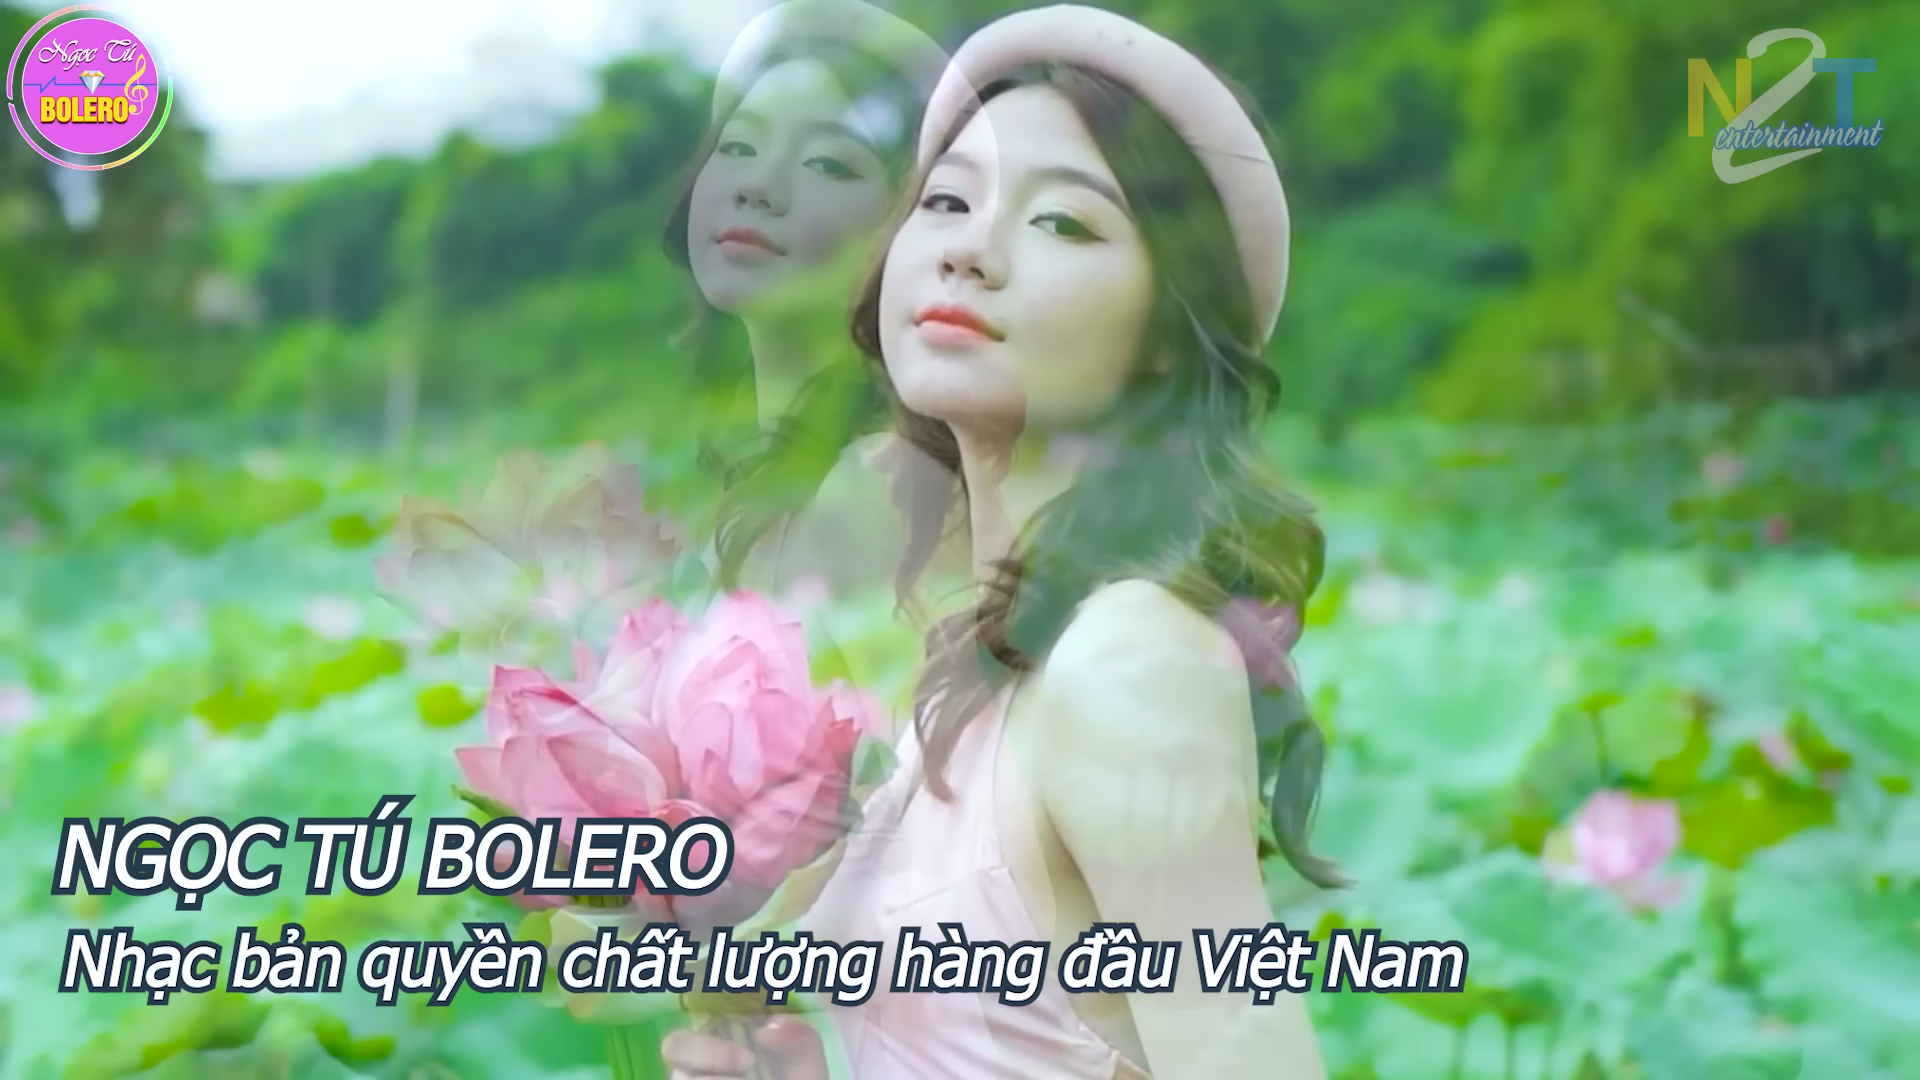 Ngọc Tú
BOLERO
N2T
entertainment
NGỌC TÚ BOLERO
Nhạc bản quyền chất lượng hàng đầu Việt Nam